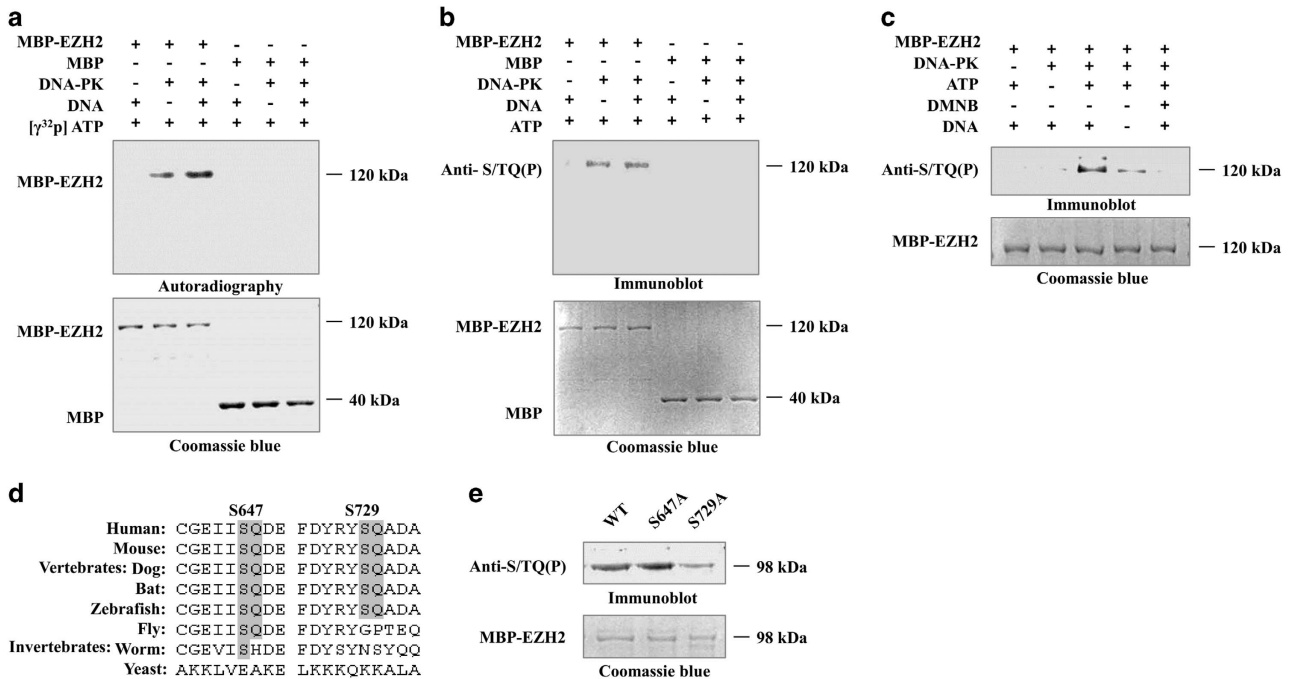 a
MBP-EZH2 + + + - - -
MBP - - - + + +
DNA-PK - + + - + +
DNA + - + + - +
[γ³²p] ATP + + + + + +
MBP-EZH2
120 kDa
Autoradiography
MBP-EZH2
120 kDa
MBP
40 kDa
Coomassie blue
b
MBP-EZH2 + + + - - -
MBP - - - + + +
DNA-PK - + + - + +
DNA + - + + - +
ATP + + + + + +
Anti- S/TQ(P)
120 kDa
Immunoblot
MBP-EZH2
120 kDa
MBP
40 kDa
Coomassie blue
c
MBP-EZH2 + + + + +
DNA-PK - + + + +
ATP + - + + +
DMNB - - - - +
DNA + + + - +
Anti-S/TQ(P)
120 kDa
Immunoblot
MBP-EZH2
120 kDa
Coomassie blue
d
S647 S729
Human: CGEIISQDE FDYRYSQADA
Mouse: CGEIISQDE FDYRYSQADA
Vertebrates: Dog: CGEIISQDE FDYRYSQADA
Bat: CGEIISQDE FDYRYSQADA
Zebrafish: CGEIISQDE FDYRYSQADA
Fly: CGEIISQDE FDYRYGPTEQ
Invertebrates: Worm: CGEVISHDE FDYSYNSYQQ
Yeast: AKKLVEAKE LKKKQKKALA
e
WT S647A S729A
Anti-S/TQ(P)
98 kDa
Immunoblot
MBP-EZH2
98 kDa
Coomassie blue